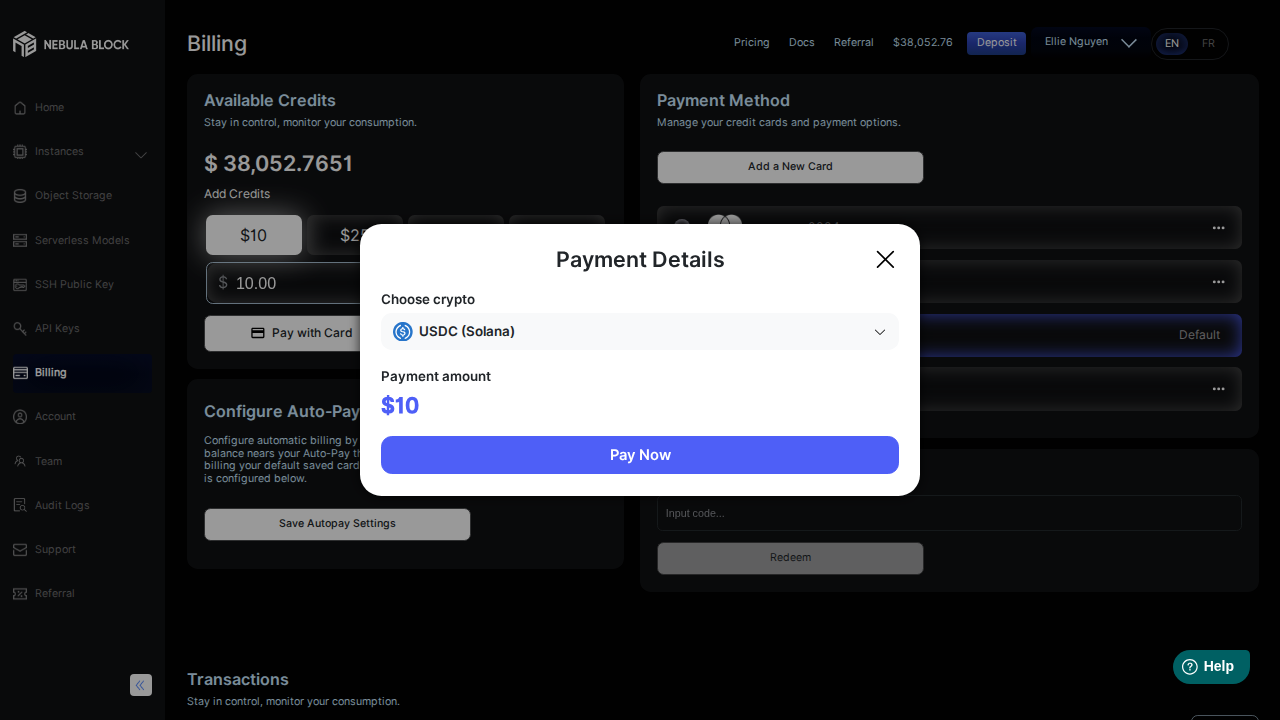 NEBULA BLOCK
Home
Instances
Object Storage
Serverless Models
SSH Public Key
API Keys
Billing
Account
Team
Audit Logs
Support
Referral
Billing
Pricing
Docs
Referral
$38,052.76
Deposit
Ellie Nguyen
EN
FR
Available Credits
Stay in control, monitor your consumption.
$ 38,052.7651
Add Credits
$10
$ 10.00
Pay with Card
Configure Auto-Pay
Configure automatic billing by
balance nears your Auto-Pay
billing your default saved card
is configured below.
Save Autopay Settings
Payment Method
Manage your credit cards and payment options.
Add a New Card
Default
Input code...
Redeem
Payment Details
Choose crypto
USDC (Solana)
Payment amount
$10
Pay Now
Transactions
Stay in control, monitor your consumption.
Help